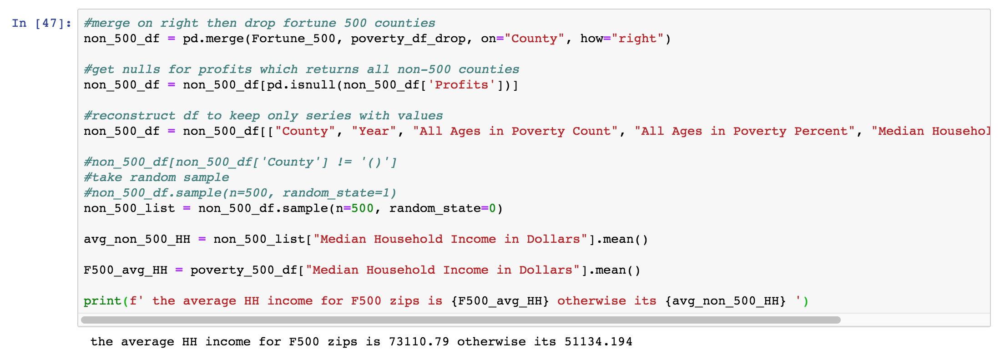 In [47]:
#merge on right then drop fortune 500 counties
non_500_df = pd.merge(Fortune_500, poverty_df_drop, on="County", how="right")
#get nulls for profits which returns all non-500 counties
non_500_df = non_500_df[pd.isnull(non_500_df['Profits'])]
#reconstruct df to keep only series with values
non_500_df = non_500_df[["County", "Year", "All Ages in Poverty Count", "All Ages in Poverty Percent", "Median Househol
#non_500_df[non_500_df['County'] != '()']
#take random sample
#non_500_df.sample(n=500, random_state=1)
non_500_list = non_500_df.sample(n=500, random_state=0)
avg_non_500_HH = non_500_list["Median Household Income in Dollars"].mean()
F500_avg_HH = poverty_500_df["Median Household Income in Dollars"].mean()
print(f' the average HH income for F500 zips is {F500_avg_HH} otherwise its {avg_non_500_HH} ')
the average HH income for F500 zips is 73110.79 otherwise its 51134.194